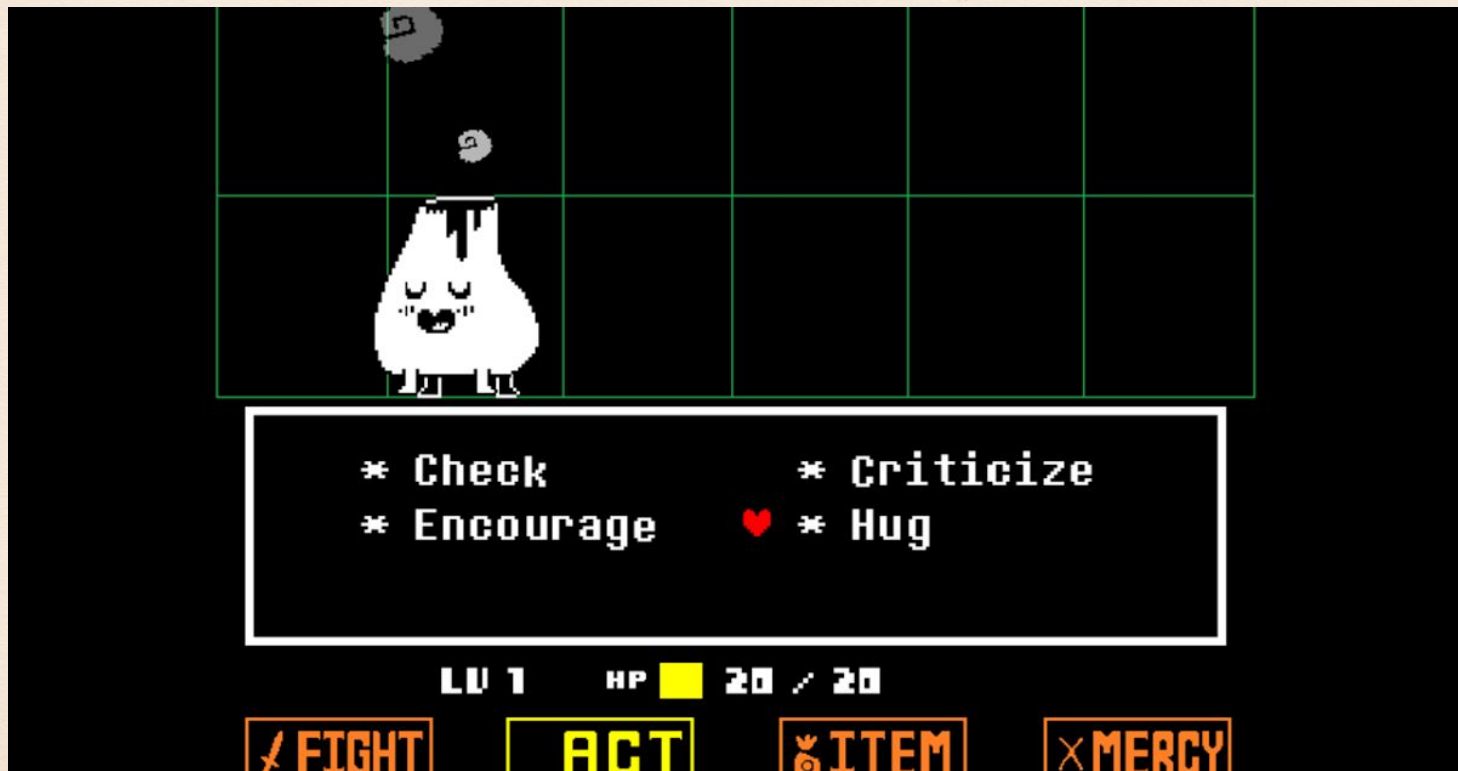 * Check * Criticize
* Encourage * Hug
LV 1 HP 20 / 20
FIGHT ACT ITEM MERCY